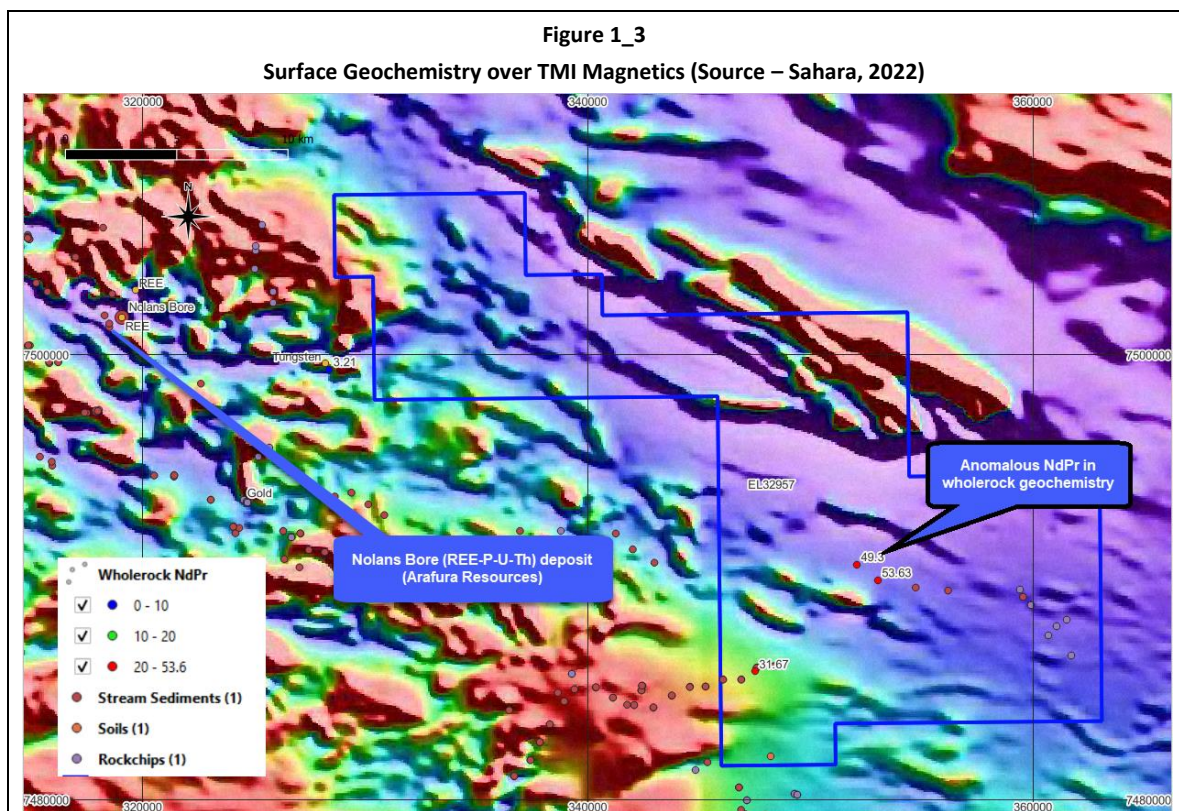 Figure 1_3
Surface Geochemistry over TMI Magnetics (Source – Sahara, 2022)
320000
340000
360000
10 km
N
REE
Nolans Bore
REE
7500000
7500000
Tungsten
3.21
Gold
EL32957
Anomalous NdPr in
wholerock geochemistry
49.3
53.63
Nolans Bore (REE-P-U-Th) deposit
(Arafura Resources)
31.67
Wholerock NdPr
0 - 10
10 - 20
20 - 53.6
Stream Sediments (1)
Soils (1)
Rockchips (1)
7480000
7480000
320000
340000
360000